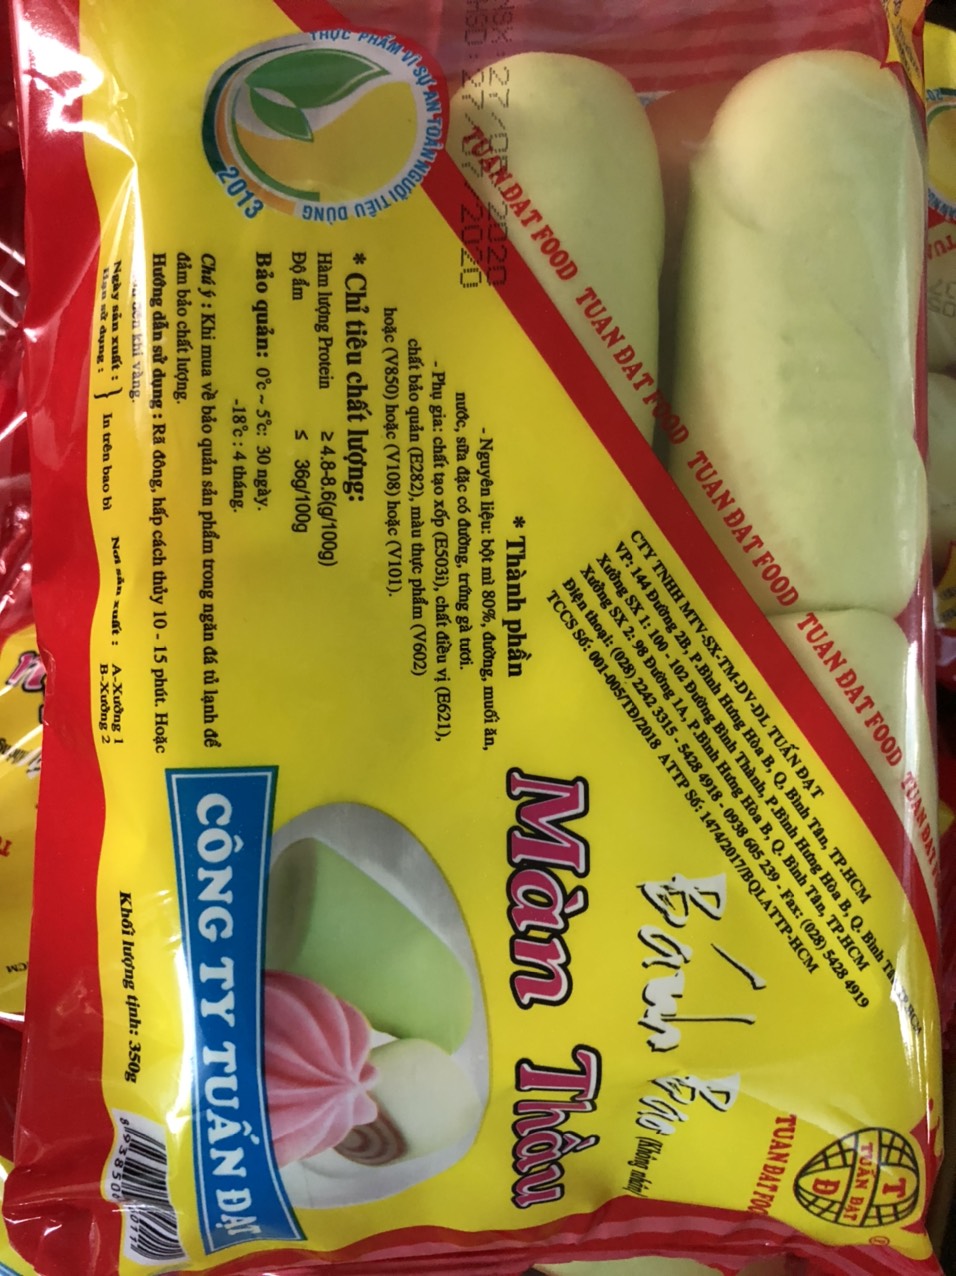 THỰC PHẨM VÌ SỰ AN TOÀN NGƯỜI TIÊU DÙNG
2013
TUAN DAT FOOD TUAN DAT FOOD TUAN DAT FOOD TUAN DAT FOOD
CTY TNHH MTV-SX-TM-DV-DL TUẤN ĐẠT
VP: 144 Đường 2B, P.Bình Hưng Hòa B, Q. Bình Tân, TP.HCM
Xưởng SX 1: 100 - 102 Đường Bình Thành, P.Bình Hưng Hòa B, Q. Bình Tân, TP.HCM
Xưởng SX 2: 98 Đường 1A, P.Bình Hưng Hòa B, Q. Bình Tân, TP.HCM
Điện thoại: (028) 2242 3315 - 5428 4918 - 0938 605 239 - Fax: (028) 5428 4919
TCCS Số: 001-005/TĐ/2018 ATTP Số: 1474/2017/BQLATTP-HCM
TUẤN ĐẠT
T
Đ
TUAN DAT FOOD
Bánh Bao
(Không nhân)
Màn Thầu
* Thành phần
- Nguyên liệu: bột mì 80%, đường, muối ăn,
nước, sữa đặc có đường, trứng gà tươi.
- Phụ gia: chất tạo xốp (E503i), chất điều vị (E621),
chất bảo quản (E282), màu thực phẩm (V602)
hoặc (V850) hoặc (V108) hoặc (V101).
* Chỉ tiêu chất lượng:
Hàm lượng Protein ≥ 4.8-8.6(g/100g)
Độ ẩm ≤ 36g/100g
Bảo quản: 0°c ~ 5°c: 30 ngày.
-18°c : 4 tháng.
Chú ý : Khi mua về bảo quản sản phẩm trong ngăn đá tủ lạnh để
đảm bảo chất lượng.
Hướng dẫn sử dụng : Rã đông, hấp cách thủy 10 - 15 phút. Hoặc
đến khi vàng.
Ngày sản xuất : } In trên bao bì Nơi sản xuất : A-Xưởng 1
Hạn sử dụng : B-Xưởng 2
CÔNG TY TUẤN ĐẠT
Khối lượng tịnh: 350g